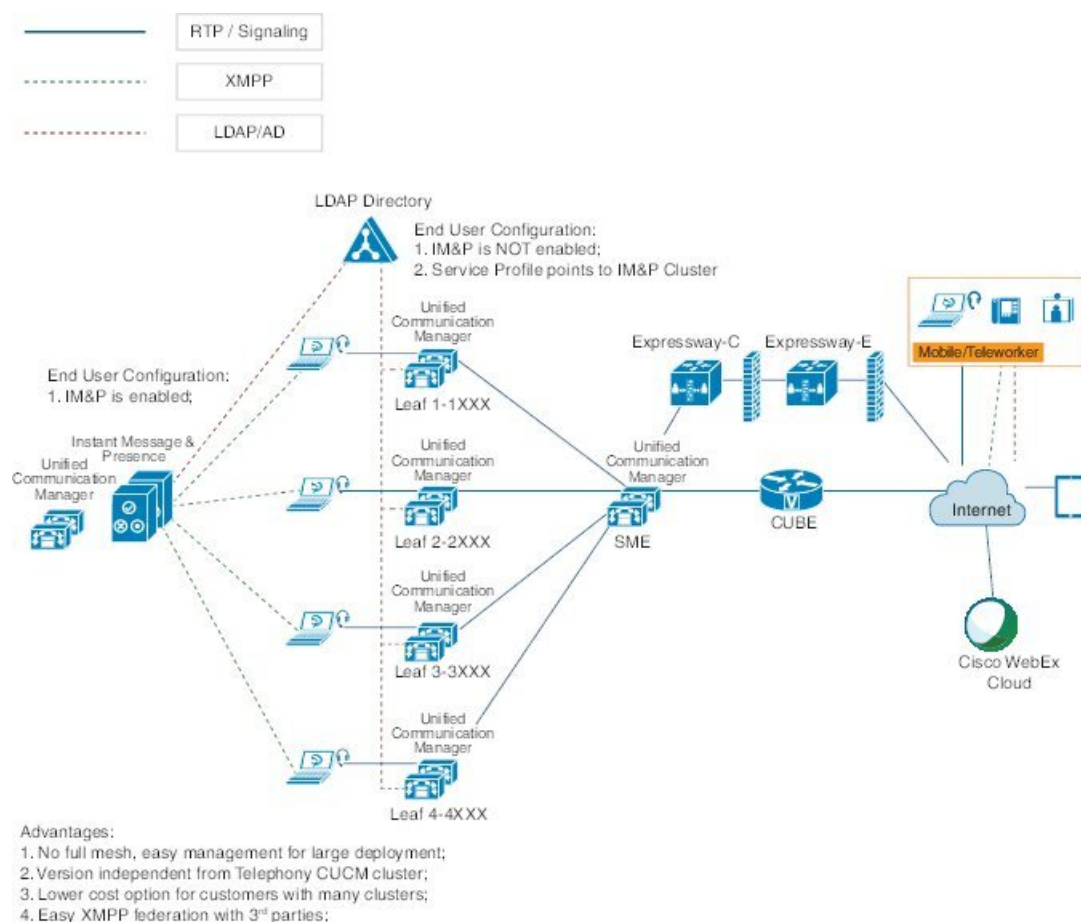 RTP / Signaling
XMPP
LDAP/AD
LDAP Directory
End User Configuration:
1. IM&P is NOT enabled;
2. Service Profile points to IM&P Cluster
Unified
Communication
Manager
Leaf 1-1XXX
Expressway-C
Expressway-E
Mobile/Teleworker
End User Configuration:
1. IM&P is enabled;
Instant Message &
Presence
Unified
Communication
Manager
Unified
Communication
Manager
Leaf 2-2XXX
Unified
Communication
Manager
SME
V
CUBE
Internet
Unified
Communication
Manager
Leaf 3-3XXX
Cisco WebEx
Cloud
Unified
Communication
Manager
Leaf 4-4XXX
Advantages:
1. No full mesh, easy management for large deployment;
2. Version independent from Telephony CUCM cluster;
3. Lower cost option for customers with many clusters;
4. Easy XMPP federation with 3rd parties;